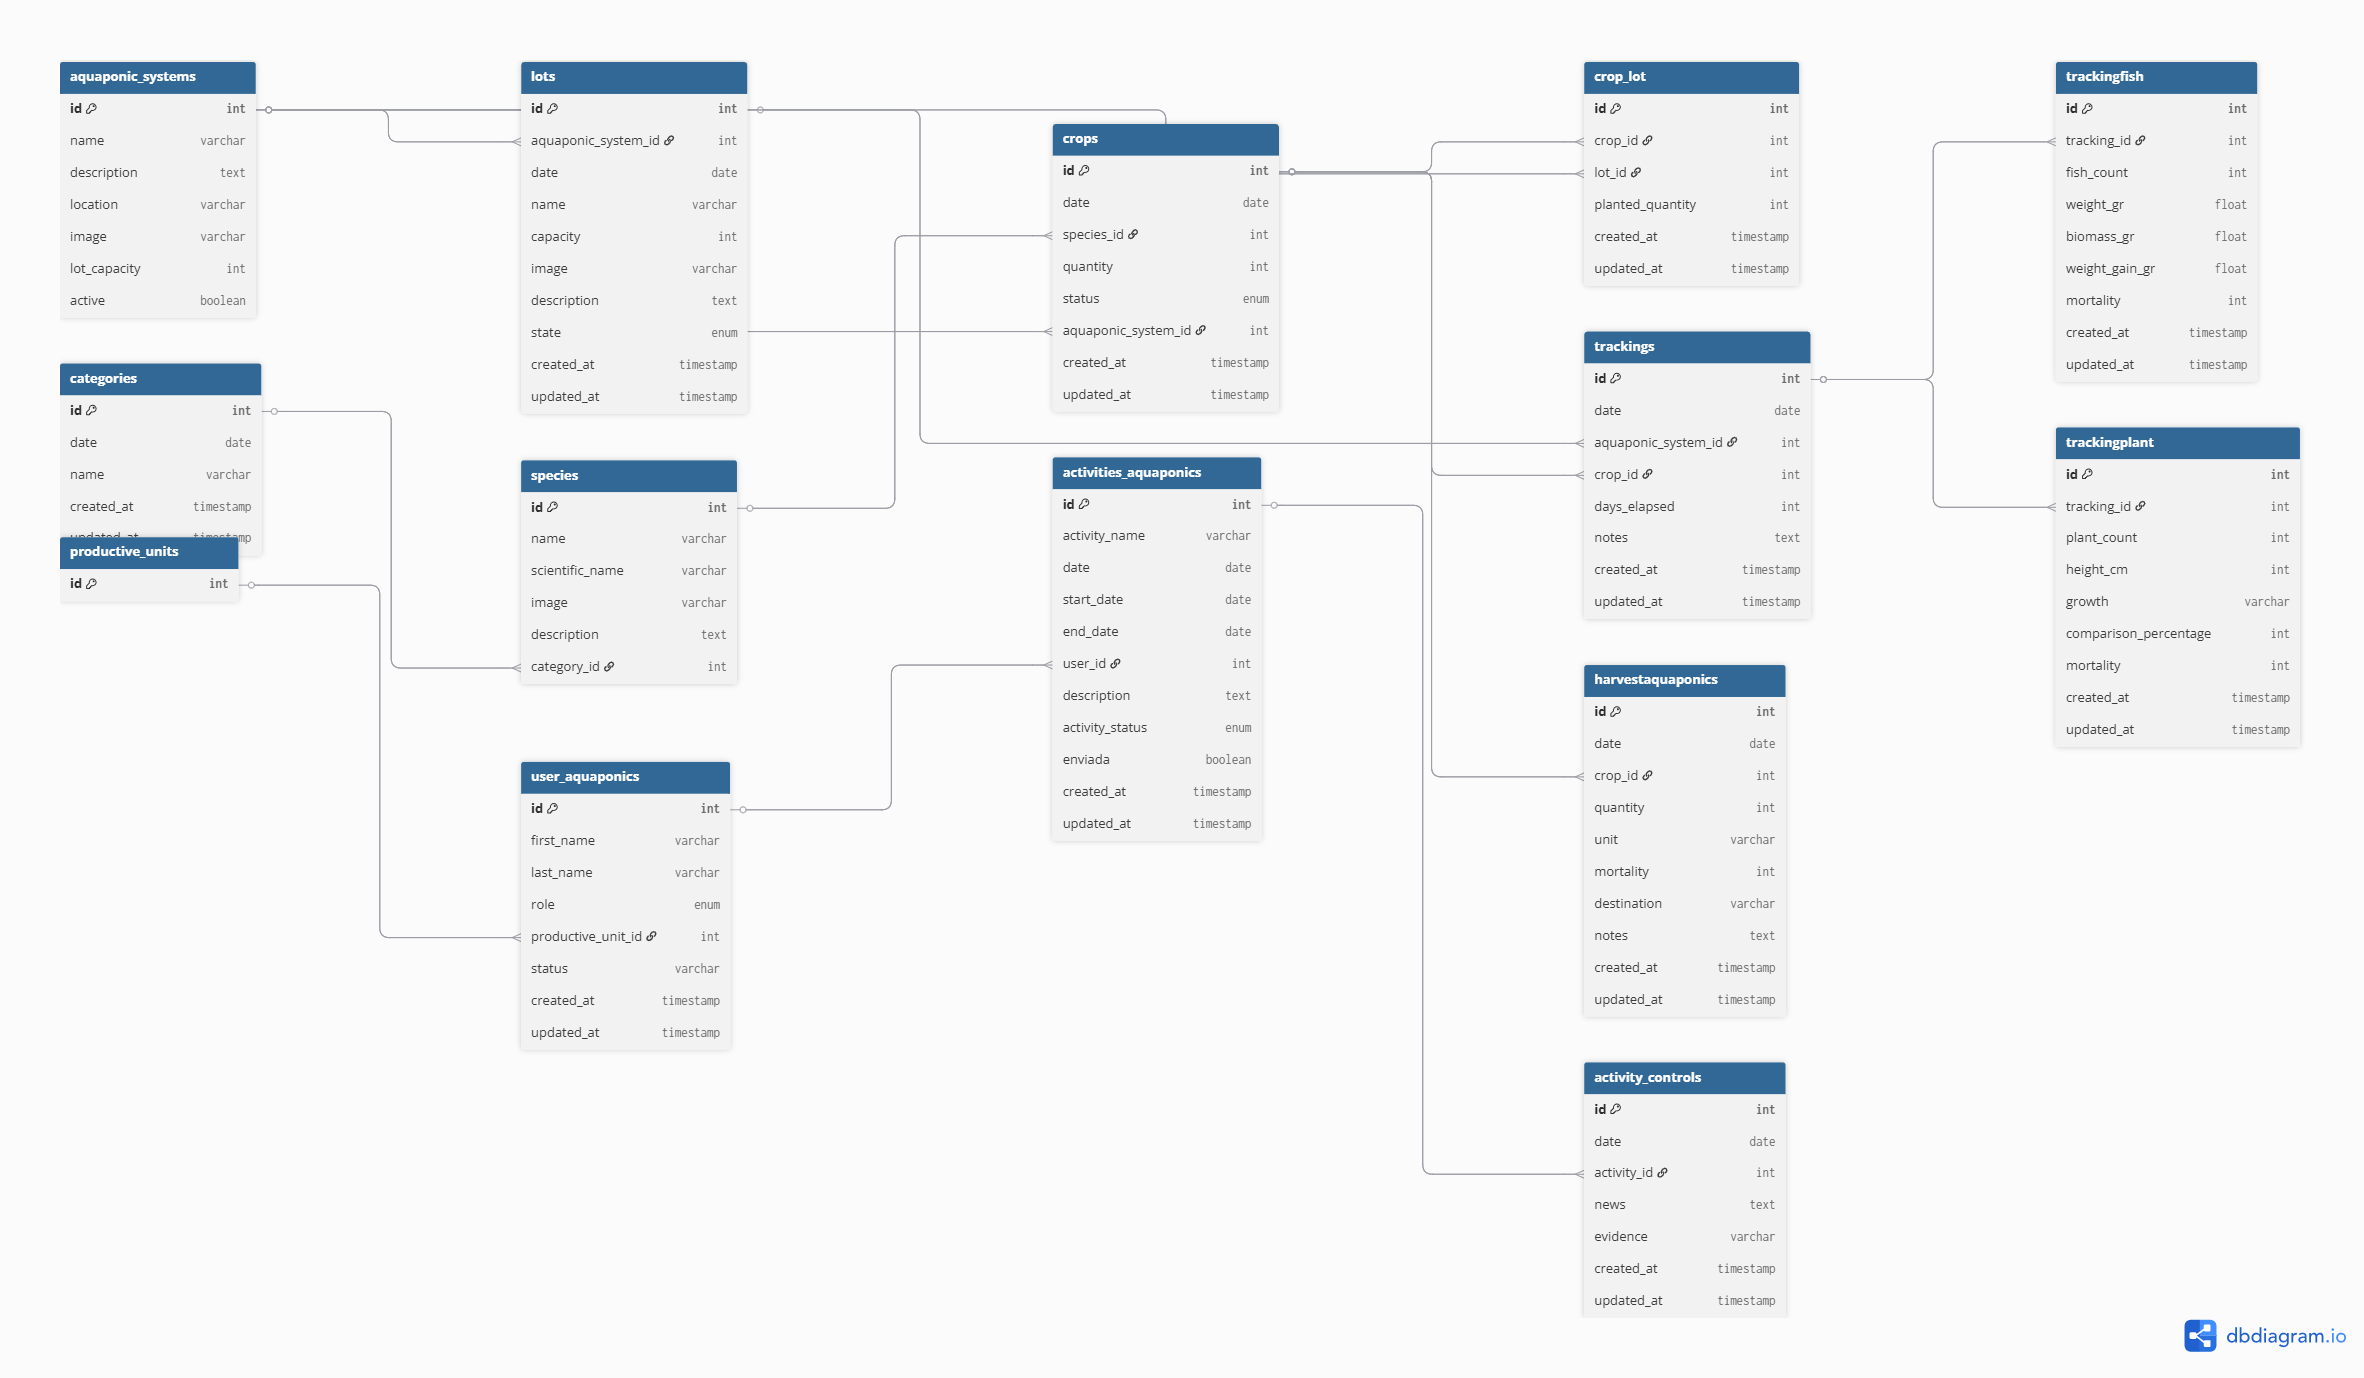 aquaponic_systems
id int
name varchar
description text
location varchar
image varchar
lot_capacity int
active boolean
categories
id int
date date
name varchar
created_at timestamp
updated_at timestamp
productive_units
id int
lots
id int
aquaponic_system_id int
date date
name varchar
capacity int
image varchar
description text
state enum
created_at timestamp
updated_at timestamp
species
id int
name varchar
scientific_name varchar
image varchar
description text
category_id int
user_aquaponics
id int
first_name varchar
last_name varchar
role enum
productive_unit_id int
status varchar
created_at timestamp
updated_at timestamp
crops
id int
date date
species_id int
quantity int
status enum
aquaponic_system_id int
created_at timestamp
updated_at timestamp
activities_aquaponics
id int
activity_name varchar
date date
start_date date
end_date date
user_id int
description text
activity_status enum
enviada boolean
created_at timestamp
updated_at timestamp
crop_lot
id int
crop_id int
lot_id int
planted_quantity int
created_at timestamp
updated_at timestamp
trackings
id int
date date
aquaponic_system_id int
crop_id int
days_elapsed int
notes text
created_at timestamp
updated_at timestamp
harvestaquaponics
id int
date date
crop_id int
quantity int
unit varchar
mortality int
destination varchar
notes text
created_at timestamp
updated_at timestamp
activity_controls
id int
date date
activity_id int
news text
evidence varchar
created_at timestamp
updated_at timestamp
trackingfish
id int
tracking_id int
fish_count int
weight_gr float
biomass_gr float
weight_gain_gr float
mortality int
created_at timestamp
updated_at timestamp
trackingplant
id int
tracking_id int
plant_count int
height_cm int
growth varchar
comparison_percentage int
mortality int
created_at timestamp
updated_at timestamp
dbdiagram.io